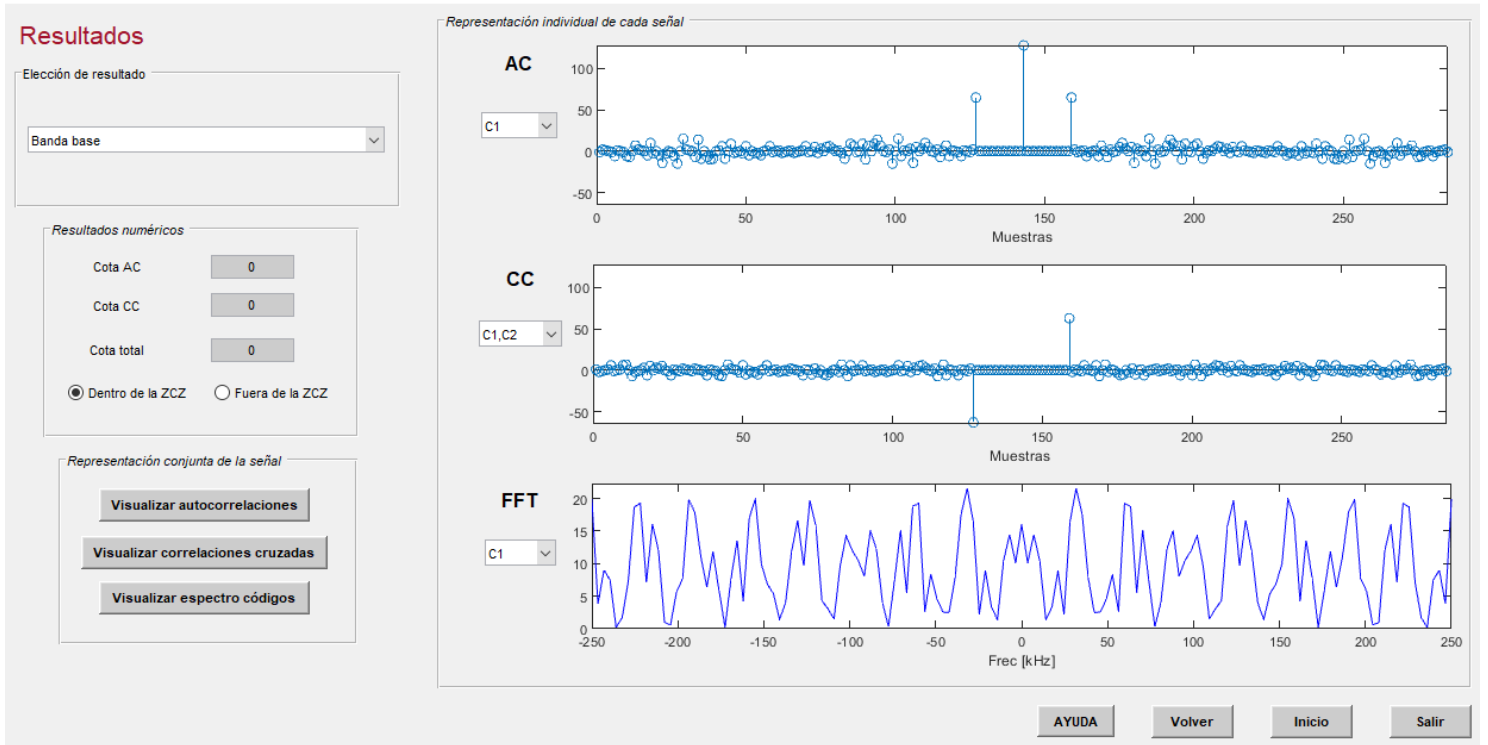 Resultados
Elección de resultado
Banda base
Resultados numéricos
Cota AC 0
Cota CC 0
Cota total 0
Dentro de la ZCZ Fuera de la ZCZ
Representación conjunta de la señal
Visualizar autocorrelaciones
Visualizar correlaciones cruzadas
Visualizar espectro códigos
Representación individual de cada señal
AC
C1
100
50
0
-50
0 50 100 150 200 250
Muestras
CC
C1,C2
100
50
0
-50
0 50 100 150 200 250
Muestras
FFT
C1
20
15
10
5
0
-250 -200 -150 -100 -50 0 50 100 150 200 250
Frec [kHz]
AYUDA Volver Inicio Salir